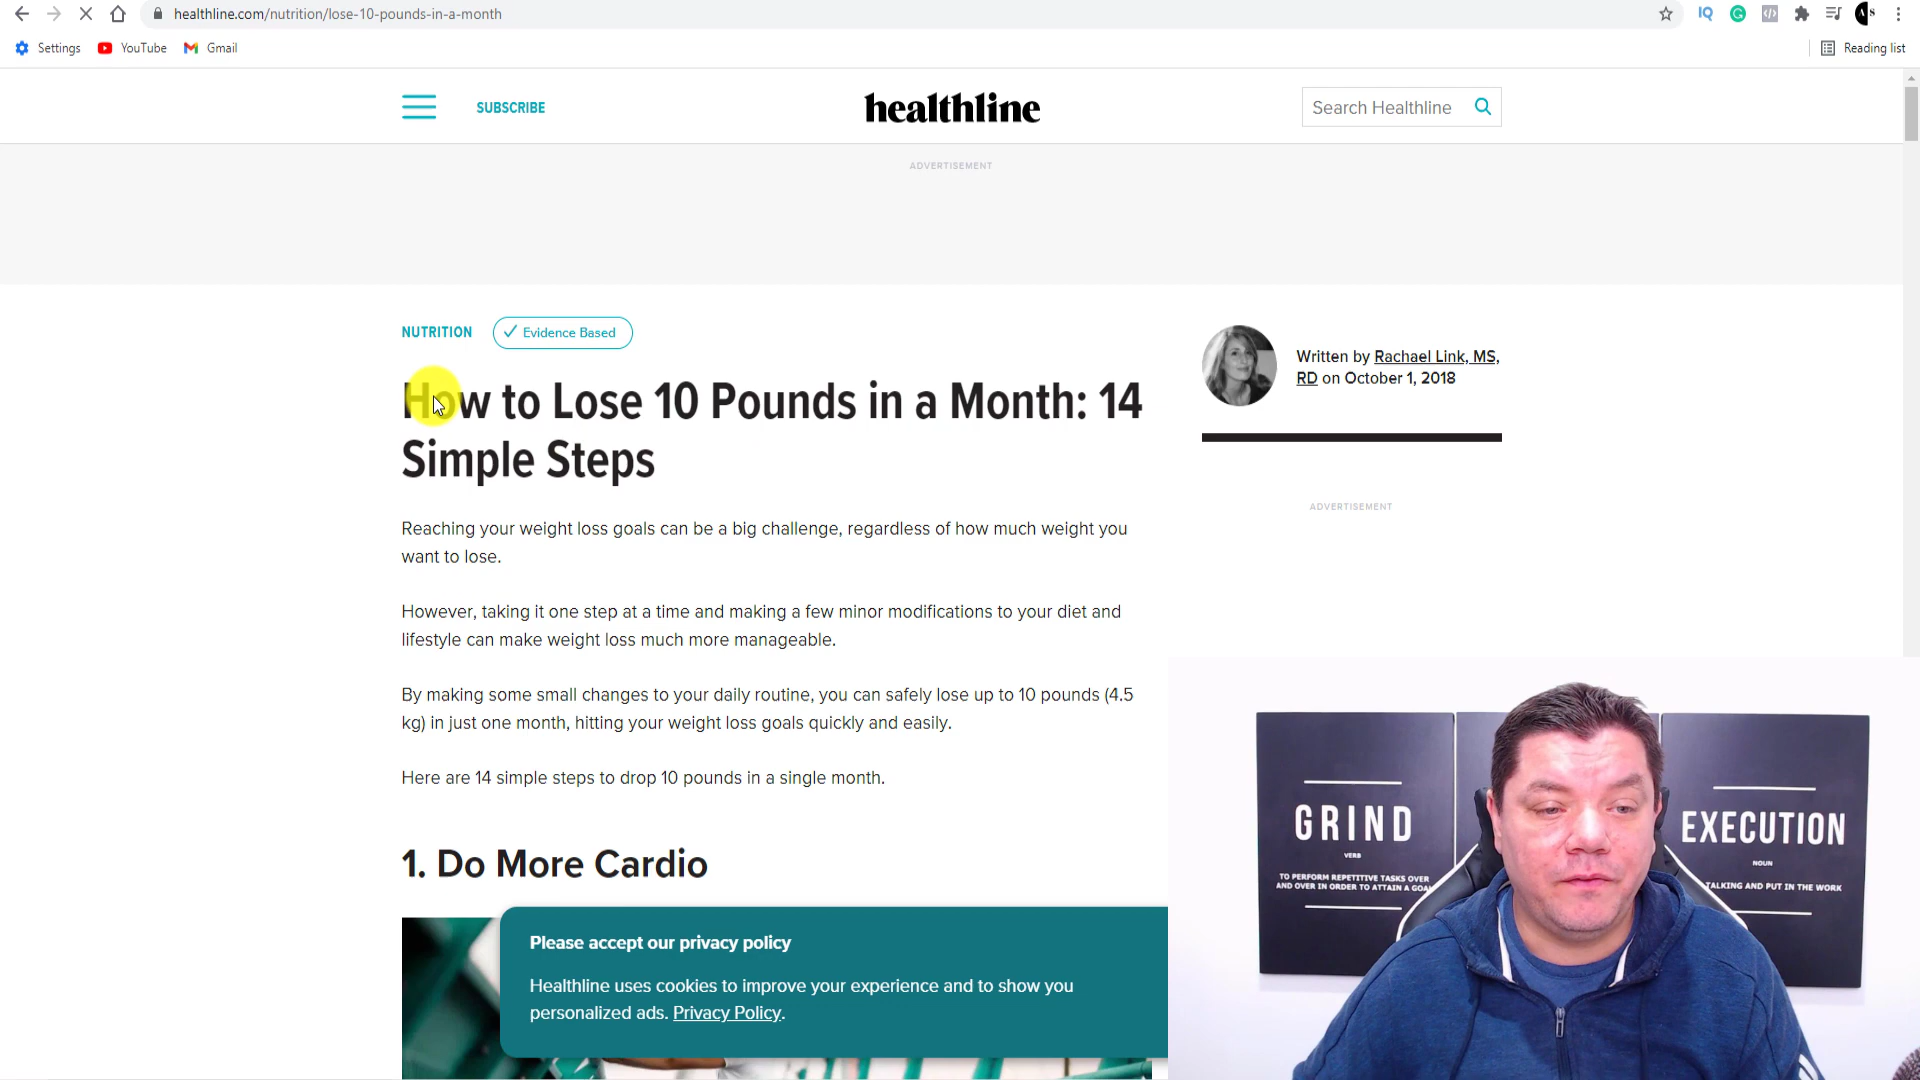 healthline.com/nutrition/lose-10-pounds-in-a-month
Settings
YouTube
Gmail
Reading list
SUBSCRIBE
healthline
Search Healthline
ADVERTISEMENT
NUTRITION
Evidence Based
How to Lose 10 Pounds in a Month: 14
Simple Steps
Written by Rachael Link, MS,
RD on October 1, 2018
ADVERTISEMENT
Reaching your weight loss goals can be a big challenge, regardless of how much weight you
want to lose.
However, taking it one step at a time and making a few minor modifications to your diet and
lifestyle can make weight loss much more manageable.
By making some small changes to your daily routine, you can safely lose up to 10 pounds (4.5
kg) in just one month, hitting your weight loss goals quickly and easily.
Here are 14 simple steps to drop 10 pounds in a single month.
1. Do More Cardio
Please accept our privacy policy
Healthline uses cookies to improve your experience and to show you
personalized ads. Privacy Policy.
GRIND
VERB
TO PERFORM REPETITIVE TASKS OVER
AND OVER IN ORDER TO ATTAIN A GOAL
EXECUTION
NOUN
TALKING AND PUT IN THE WORK